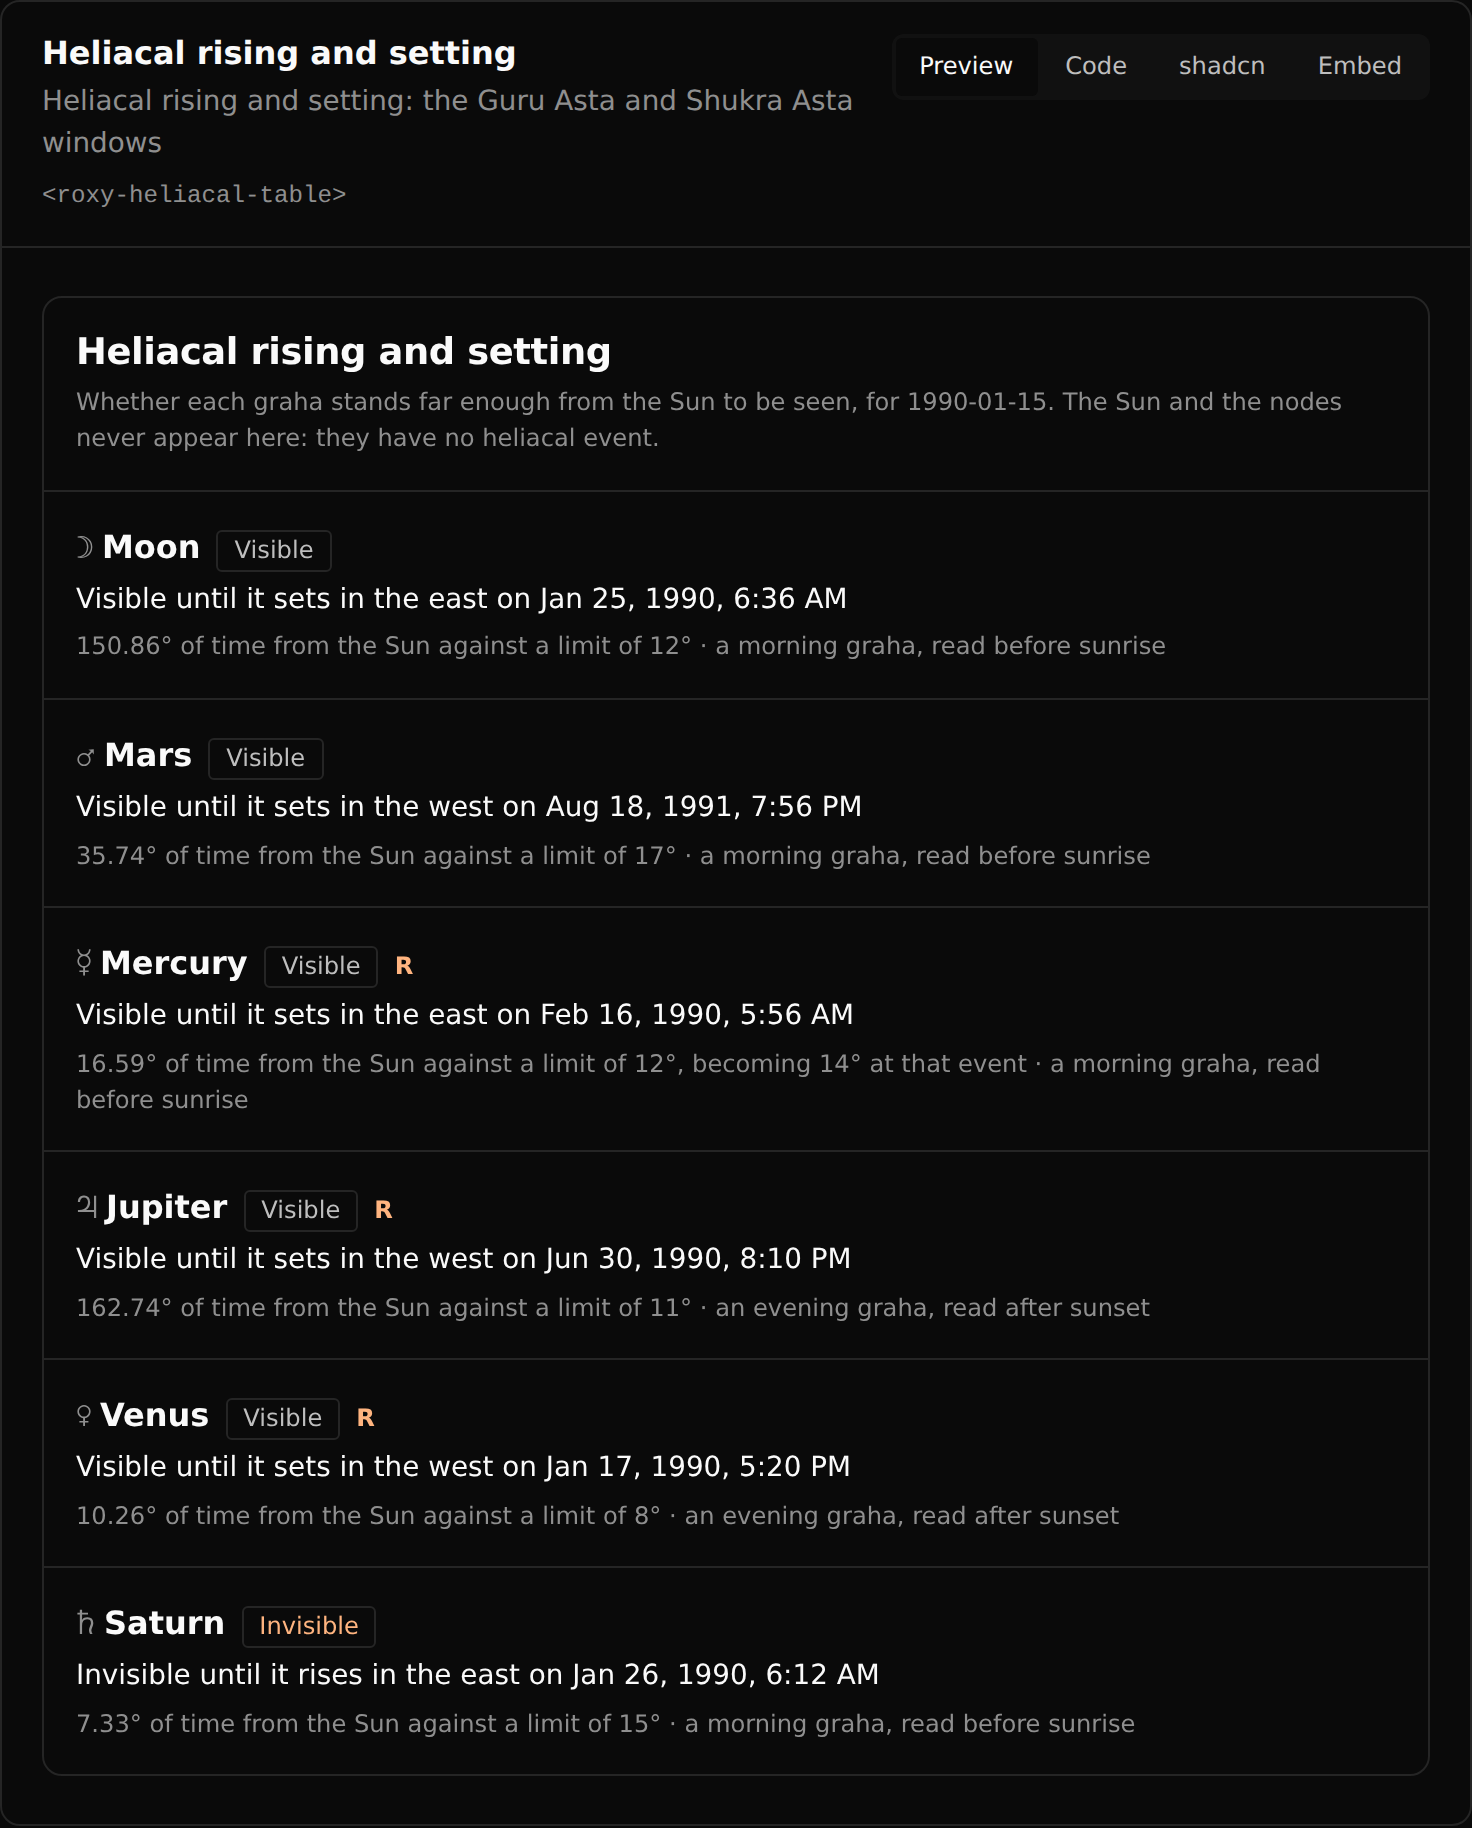 Heliacal rising and setting
Heliacal rising and setting: the Guru Asta and Shukra Asta
windows
<roxy-heliacal-table>
Preview
Code
shadcn
Embed
Heliacal rising and setting
Whether each graha stands far enough from the Sun to be seen, for 1990-01-15. The Sun and the nodes
never appear here: they have no heliacal event.
☽ Moon Visible
Visible until it sets in the east on Jan 25, 1990, 6:36 AM
150.86° of time from the Sun against a limit of 12° · a morning graha, read before sunrise
♂ Mars Visible
Visible until it sets in the west on Aug 18, 1991, 7:56 PM
35.74° of time from the Sun against a limit of 17° · a morning graha, read before sunrise
☿ Mercury Visible R
Visible until it sets in the east on Feb 16, 1990, 5:56 AM
16.59° of time from the Sun against a limit of 12°, becoming 14° at that event · a morning graha, read
before sunrise
♃ Jupiter Visible R
Visible until it sets in the west on Jun 30, 1990, 8:10 PM
162.74° of time from the Sun against a limit of 11° · an evening graha, read after sunset
♀ Venus Visible R
Visible until it sets in the west on Jan 17, 1990, 5:20 PM
10.26° of time from the Sun against a limit of 8° · an evening graha, read after sunset
♄ Saturn Invisible
Invisible until it rises in the east on Jan 26, 1990, 6:12 AM
7.33° of time from the Sun against a limit of 15° · a morning graha, read before sunrise